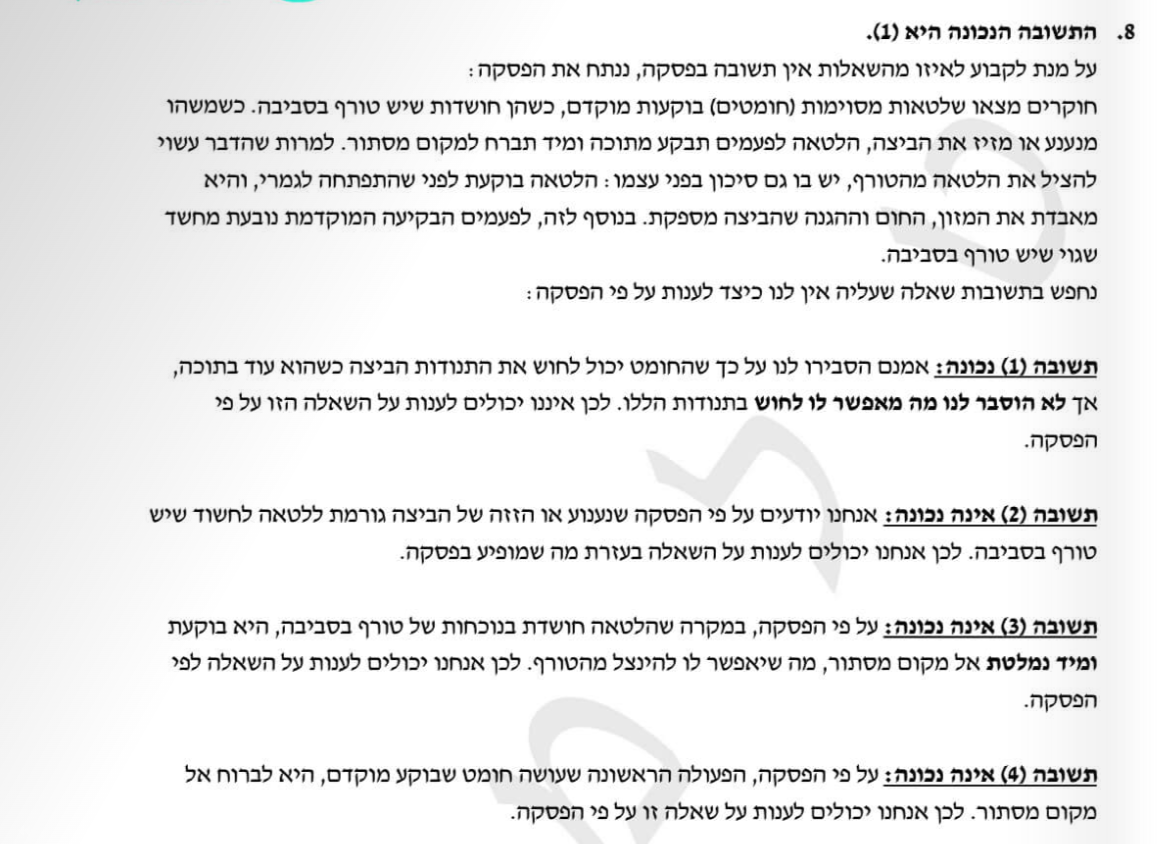 8. התשובה הנכונה היא (1).
על מנת לקבוע לאיזו מהשאלות אין תשובה בפסקה, ננתח את הפסקה:
חוקרים מצאו שלטאות מסוימות (חומטים) בוקעות מוקדם, כשהן חושדות שיש טורף בסביבה. כשמשהו
מנענע או מזיז את הביצה, הלטאה לפעמים תבקע מתוכה ומיד תברח למקום מסתור. למרות שהדבר עשוי
להציל את הלטאה מהטורף, יש בו גם סיכון בפני עצמו: הלטאה בוקעת לפני שהתפתחה לגמרי, והיא
מאבדת את המזון, החום וההגנה שהביצה מספקת. בנוסף לזה, לפעמים הבקיעה המוקדמת נובעת מחשד
שגוי שיש טורף בסביבה.
נחפש בתשובות שאלה שעליה אין לנו כיצד לענות על פי הפסקה:
תשובה (1) נכונה: אמנם הסבירו לנו על כך שהחומט יכול לחוש את התנודות הביצה כשהוא עוד בתוכה,
אך לא הוסבר לנו מה מאפשר לו לחוש בתנודות הללו. לכן איננו יכולים לענות על השאלה הזו על פי
הפסקה.
תשובה (2) אינה נכונה: אנחנו יודעים על פי הפסקה שנענוע או הזזה של הביצה גורמת ללטאה לחשוד שיש
טורף בסביבה. לכן אנחנו יכולים לענות על השאלה בעזרת מה שמופיע בפסקה.
תשובה (3) אינה נכונה: על פי הפסקה, במקרה שהלטאה חושדת בנוכחות של טורף בסביבה, היא בוקעת
ומיד נמלטת אל מקום מסתור, מה שיאפשר לו להינצל מהטורף. לכן אנחנו יכולים לענות על השאלה לפי
הפסקה.
תשובה (4) אינה נכונה: על פי הפסקה, הפעולה הראשונה שעושה חומט שבוקע מוקדם, היא לברוח אל
מקום מסתור. לכן אנחנו יכולים לענות על שאלה זו על פי הפסקה.